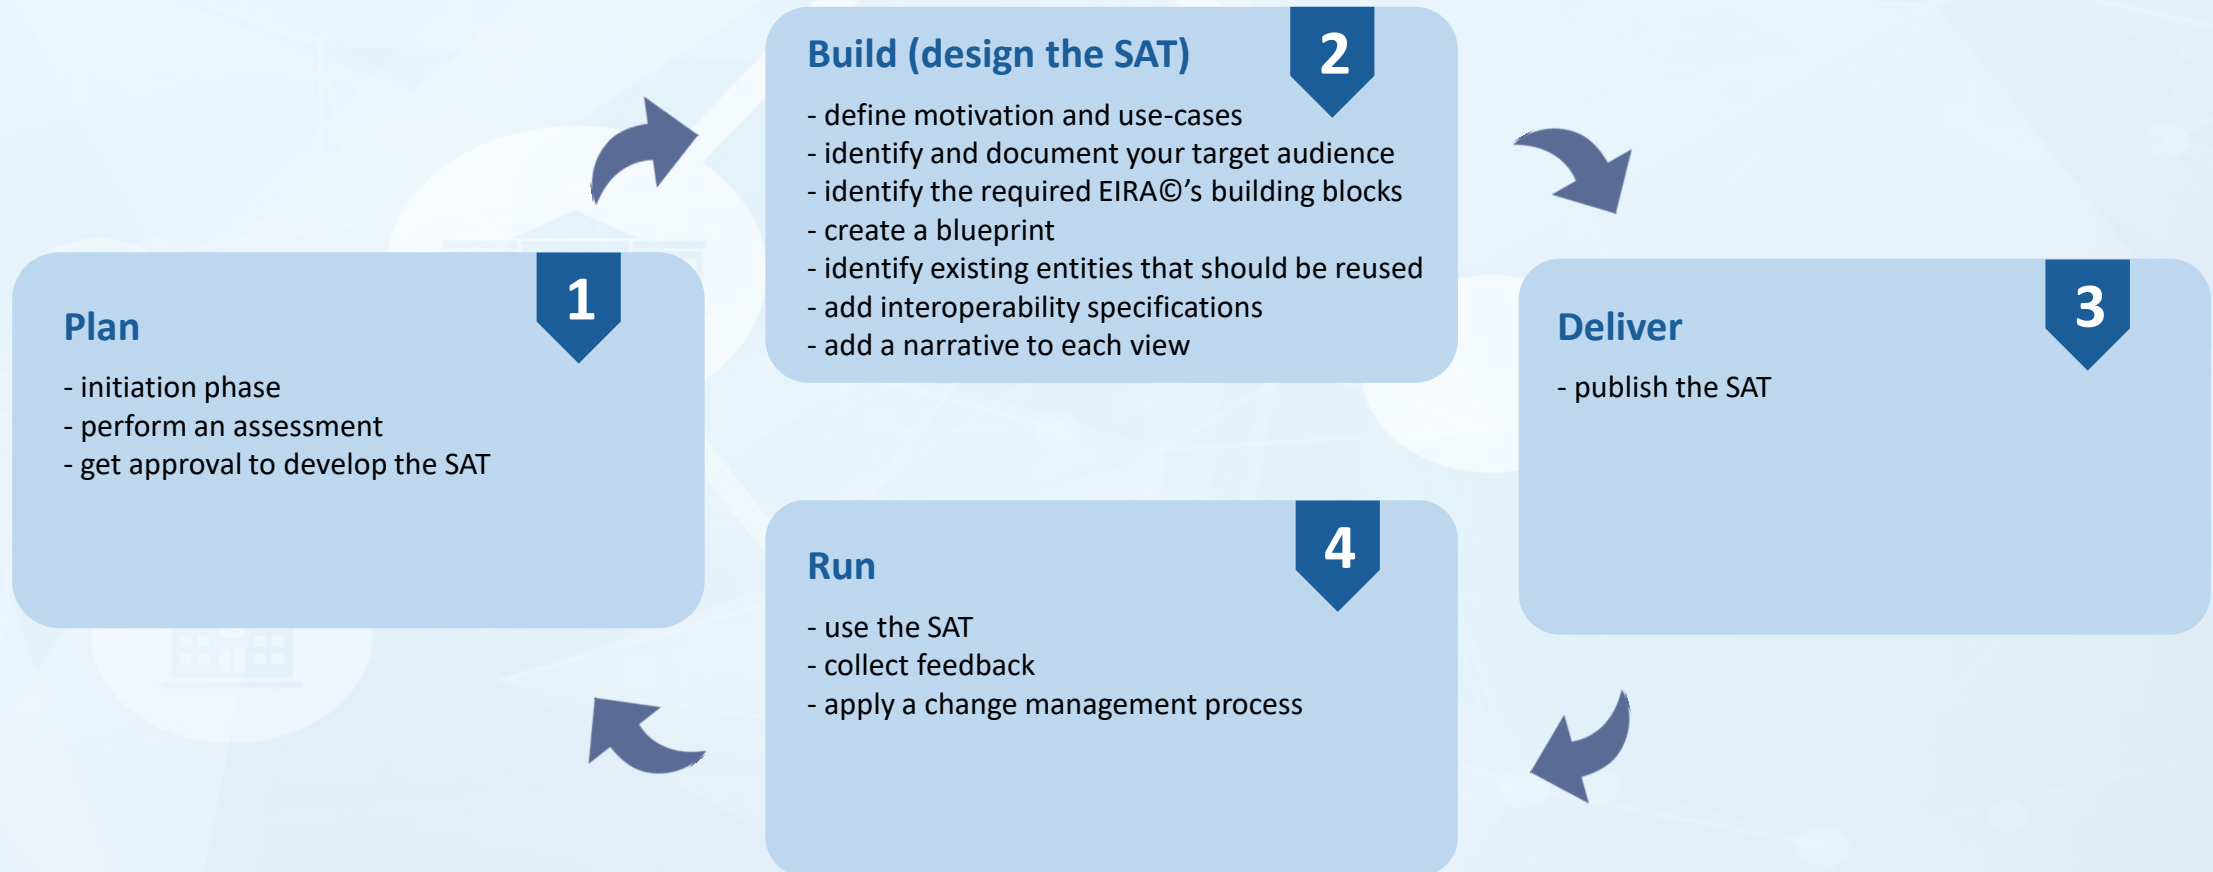 1
Plan
- initiation phase
- perform an assessment
- get approval to develop the SAT
2
Build (design the SAT)
- define motivation and use-cases
- identify and document your target audience
- identify the required EIRA©’s building blocks
- create a blueprint
- identify existing entities that should be reused
- add interoperability specifications
- add a narrative to each view
3
Deliver
- publish the SAT
4
Run
- use the SAT
- collect feedback
- apply a change management process